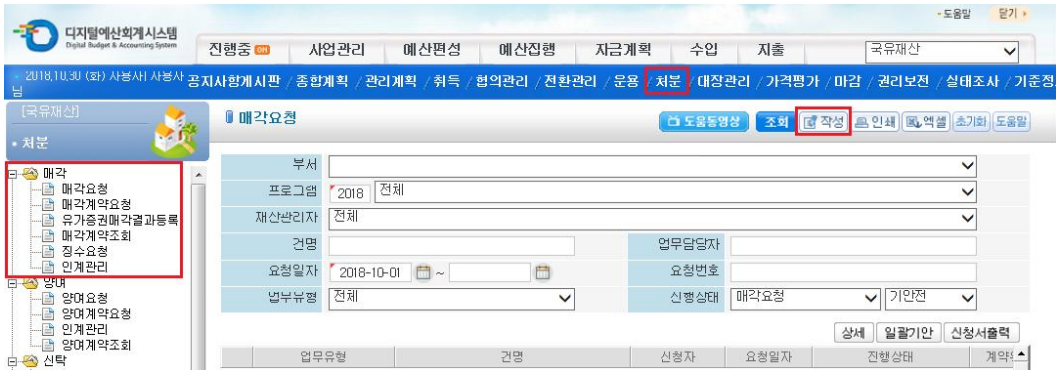 도움말 닫기
디지털예산회계시스템
Digital Budget & Accounting System
진행중 ON 사업관리 예산편성 예산집행 자금계획 수입 지출 국유재산
2018.10.30 (화) 사용자| 사용자님
공지사항게시판 / 종합계획 / 관리계획 / 취득 / 협의관리 / 전환관리 / 운용 / 처분 / 대장관리 / 가격평가 / 마감 / 권리보전 / 실태조사 / 기준정
[국유재산]
처분
매각요청
도움동영상 조회 작성 인쇄 엑셀 초기화 도움말
매각
매각요청
매각계약요청
유가증권매각결과등록
매각계약조회
징수요청
인계관리
양여
양여요청
양여계약요청
인계관리
양여계약조회
신탁
부서
프로그램 2018 전체
재산관리자 전체
건명 업무담당자
요청일자 2018-10-01 ~ 요청번호
업무유형 전체 진행상태 매각요청 기안전
상세 일괄기안 신청서출력
업무유형 건명 신청자 요청일자 진행상태